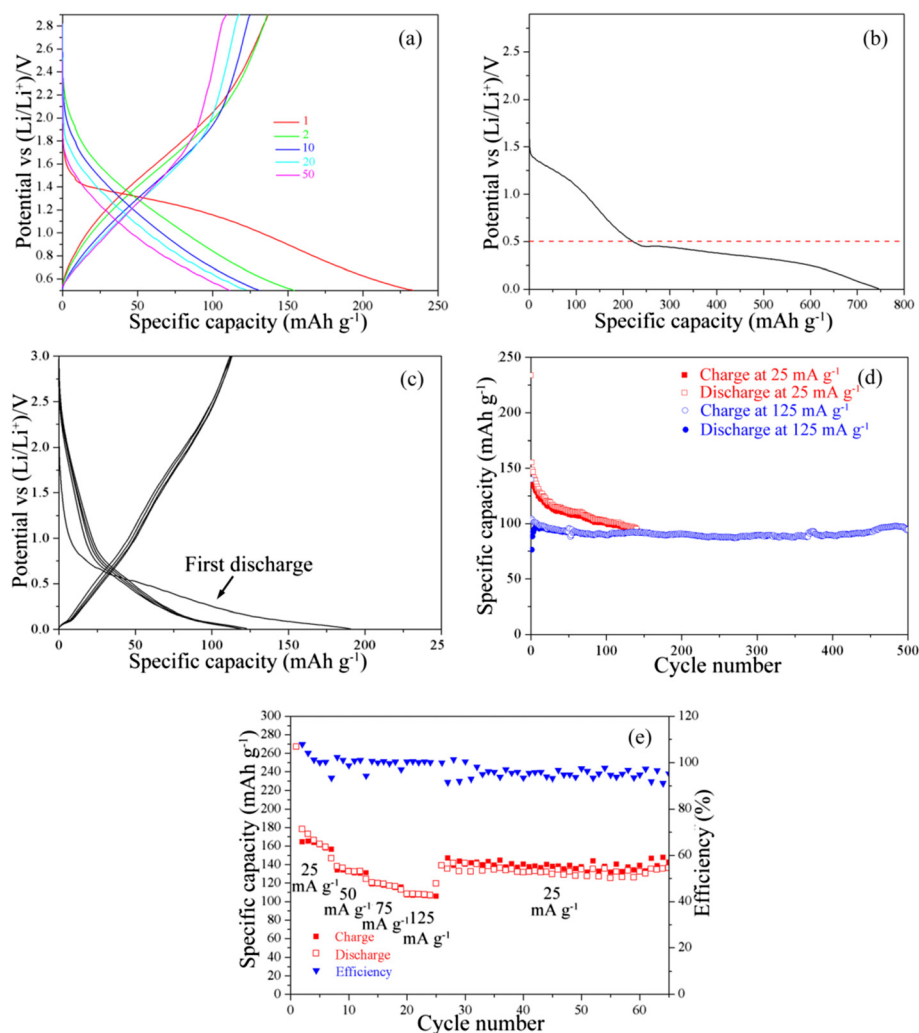 (a)
2.8
2.6
2.4
2.2
2.0
1.8
1.6
1.4
1.2
1.0
0.8
0.6
Potential vs (Li/Li⁺)/V
1
2
10
20
50
0 50 100 150 200 250
Specific capacity (mAh g⁻¹)
(b)
2.5
2.0
1.5
1.0
0.5
0.0
Potential vs (Li/Li⁺)/V
0 100 200 300 400 500 600 700 800
Specific capacity (mAh g⁻¹)
(c)
3.0
2.5
2.0
1.5
1.0
0.5
0.0
Potential vs (Li/Li⁺)/V
First discharge
0 25 50 75 100 125 150 175 200 225 25
Specific capacity (mAh g⁻¹)
(d)
250
200
150
100
50
0
Specific capacity (mAh g⁻¹)
Charge at 25 mA g⁻¹
Discharge at 25 mA g⁻¹
Charge at 125 mA g⁻¹
Discharge at 125 mA g⁻¹
0 100 200 300 400 500
Cycle number
(e)
300
280
260
240
220
200
180
160
140
120
100
80
60
40
20
0
Specific capacity (mAh g⁻¹)
25
mA g⁻¹
50
mA g⁻¹
75
mA g⁻¹
125
mA g⁻¹
25
mA g⁻¹
Charge
Discharge
Efficiency
120
100
80
60
40
20
0
Efficiency (%)
0 10 20 30 40 50 60
Cycle number